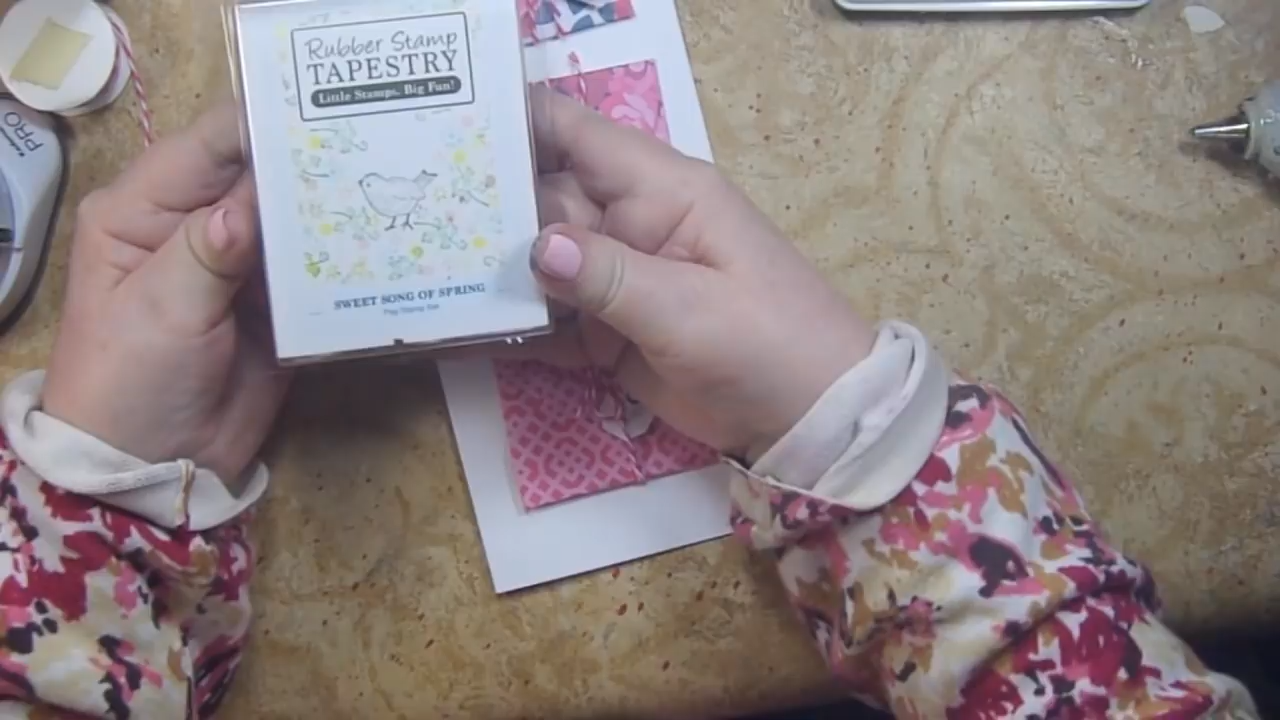 Rubber Stamp
TAPESTRY
Little Stamps, Big Fun!
SWEET SONG OF SPRING
PRO